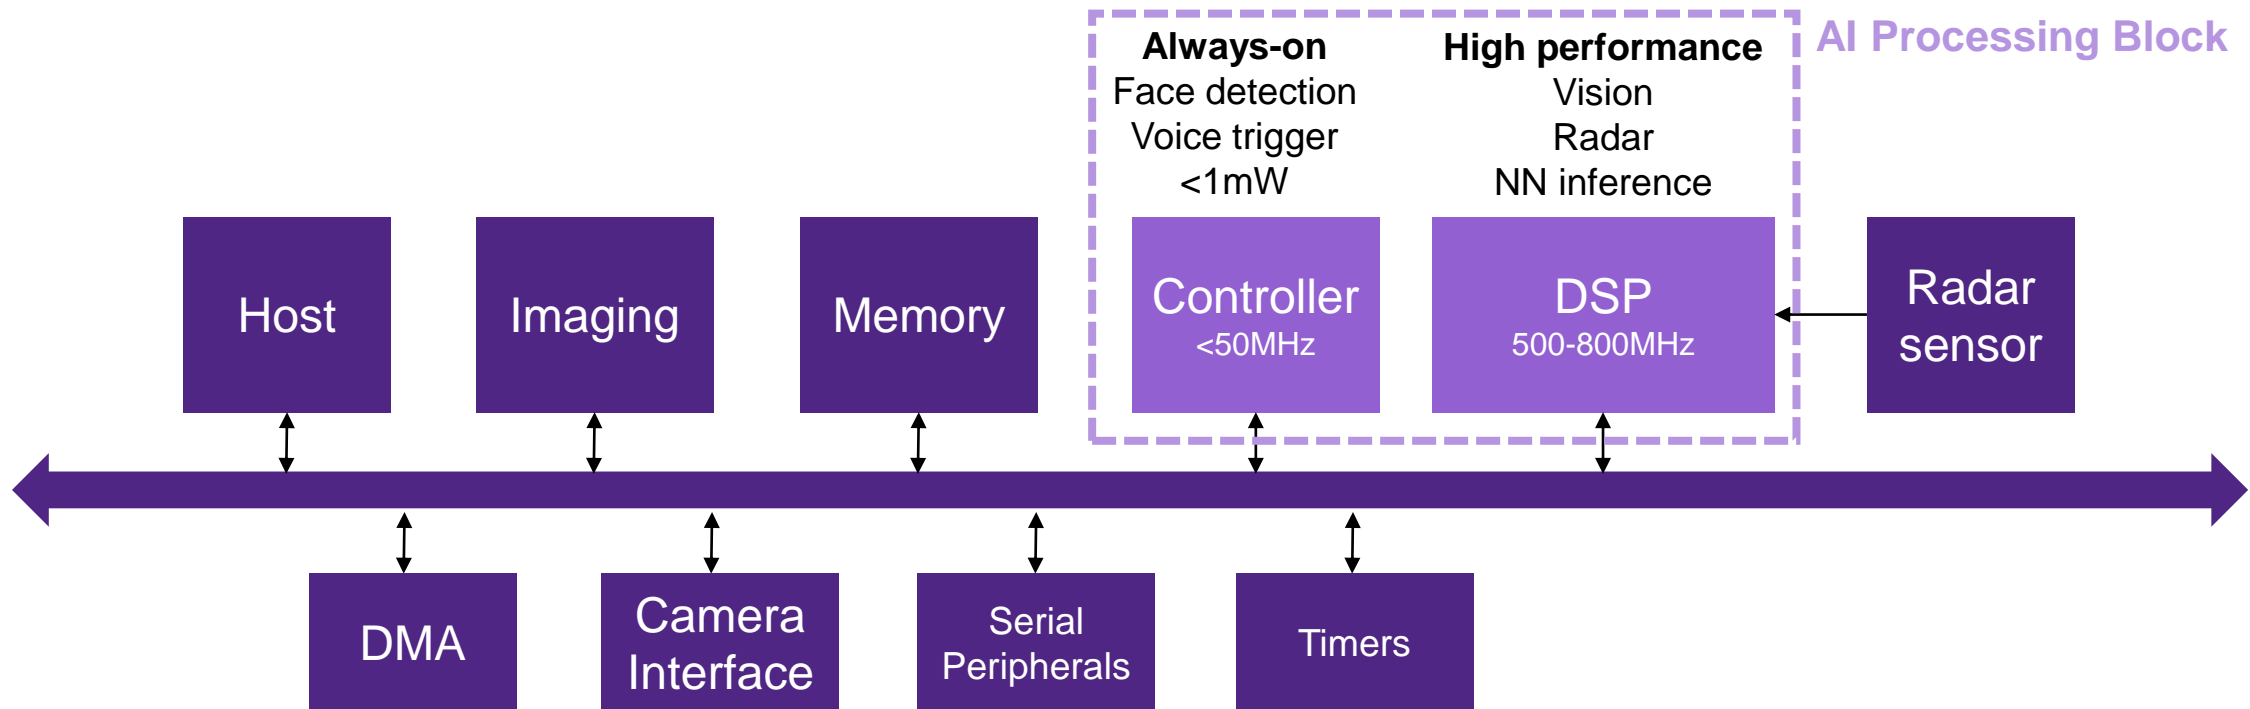 AI Processing Block
Always-on
Face detection
Voice trigger
<1mW
High performance
Vision
Radar
NN inference
Host
Imaging
Memory
Controller
<50MHz
DSP
500-800MHz
Radar
sensor
DMA
Camera
Interface
Serial
Peripherals
Timers